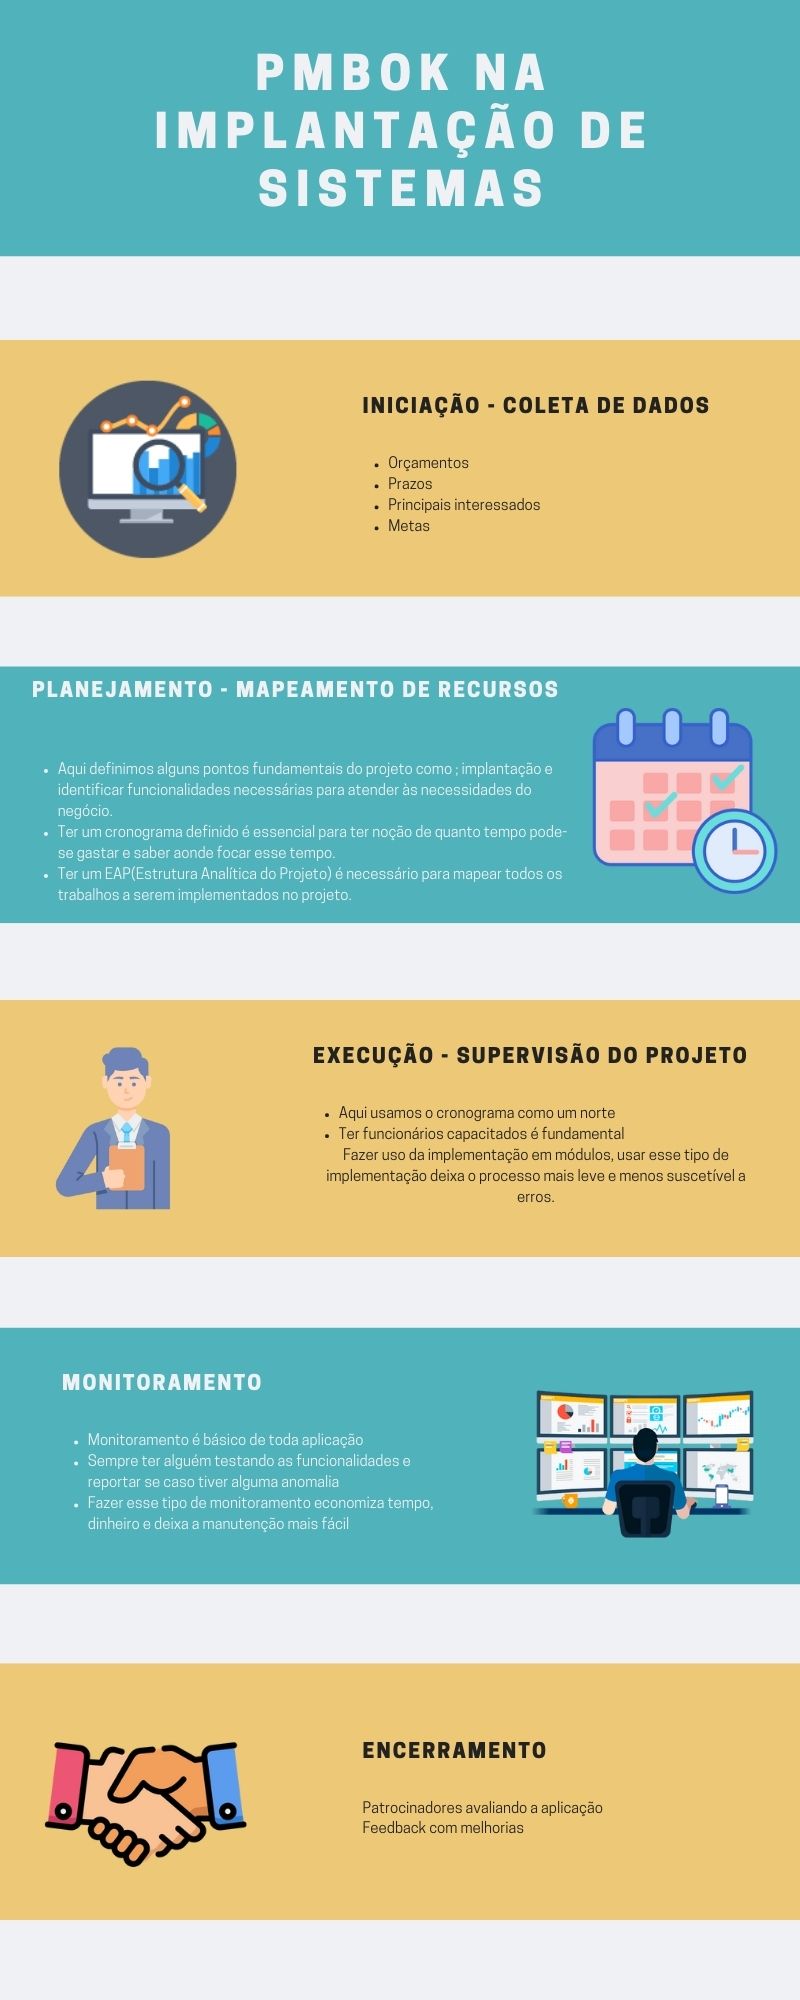 PMBOK NA
IMPLANTAÇÃO DE
SISTEMAS
INICIAÇÃO - COLETA DE DADOS
• Orçamentos
• Prazos
• Principais interessados
• Metas
PLANEJAMENTO - MAPEAMENTO DE RECURSOS
• Aqui definimos alguns pontos fundamentais do projeto como ; implantação e
identificar funcionalidades necessárias para atender às necessidades do
negócio.
• Ter um cronograma definido é essencial para ter noção de quanto tempo pode-
se gastar e saber aonde focar esse tempo.
• Ter um EAP(Estrutura Analítica do Projeto) é necessário para mapear todos os
trabalhos a serem implementados no projeto.
EXECUÇÃO - SUPERVISÃO DO PROJETO
• Aqui usamos o cronograma como um norte
• Ter funcionários capacitados é fundamental
Fazer uso da implementação em módulos, usar esse tipo de
implementação deixa o processo mais leve e menos suscetível a
erros.
MONITORAMENTO
• Monitoramento é básico de toda aplicação
• Sempre ter alguém testando as funcionalidades e
reportar se caso tiver alguma anomalia
• Fazer esse tipo de monitoramento economiza tempo,
dinheiro e deixa a manutenção mais fácil
ENCERRAMENTO
Patrocinadores avaliando a aplicação
Feedback com melhorias